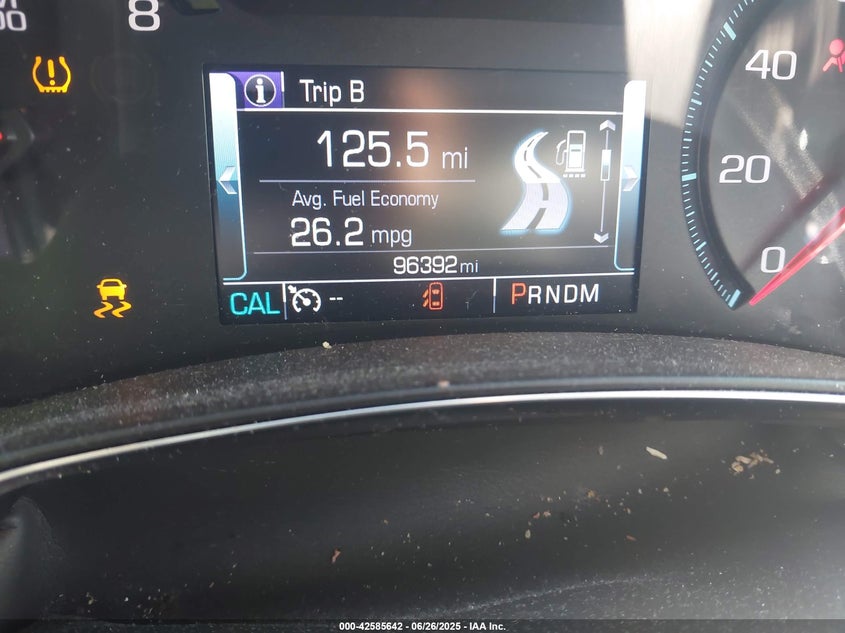 8
Trip B
125.5 mi
Avg. Fuel Economy
26.2 mpg
96392 mi
CAL -- PRNDM
40
20
0
000-42585642 - 06/26/2025 - IAA Inc.